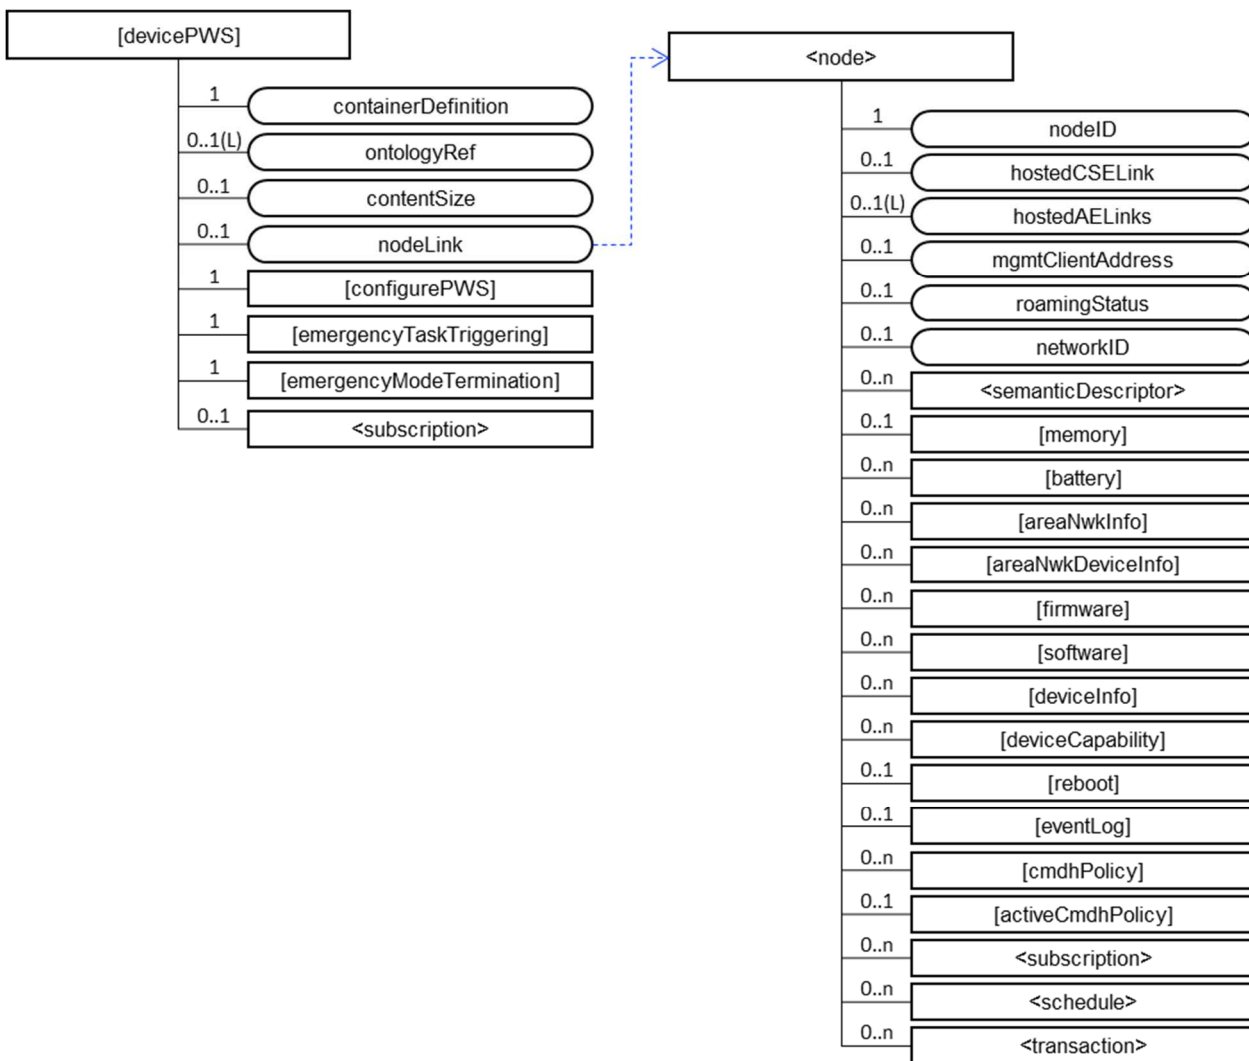 [devicePWS]
1
containerDefinition
0..1(L)
ontologyRef
0..1
contentSize
0..1
nodeLink
1
[configurePWS]
1
[emergencyTaskTriggering]
1
[emergencyModeTermination]
0..1
<subscription>
<node>
1
nodeID
0..1
hostedCSELink
0..1(L)
hostedAELinks
0..1
mgmtClientAddress
0..1
roamingStatus
0..1
networkID
0..n
<semanticDescriptor>
0..1
[memory]
0..n
[battery]
0..n
[areaNwkInfo]
0..n
[areaNwkDeviceInfo]
0..n
[firmware]
0..n
[software]
0..n
[deviceInfo]
0..n
[deviceCapability]
0..1
[reboot]
0..1
[eventLog]
0..n
[cmdhPolicy]
0..1
[activeCmdhPolicy]
0..n
<subscription>
0..n
<schedule>
0..n
<transaction>